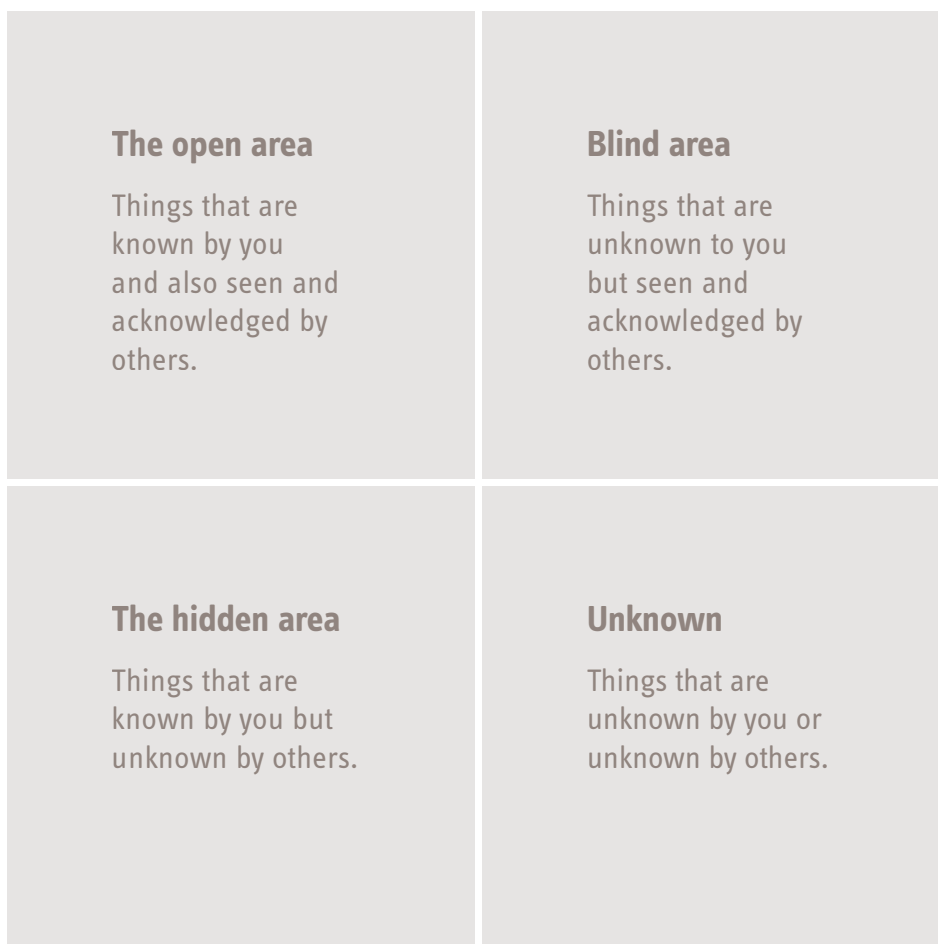 The open area
Things that are
known by you
and also seen and
acknowledged by
others.
Blind area
Things that are
unknown to you
but seen and
acknowledged by
others.
The hidden area
Things that are
known by you but
unknown by others.
Unknown
Things that are
unknown by you or
unknown by others.